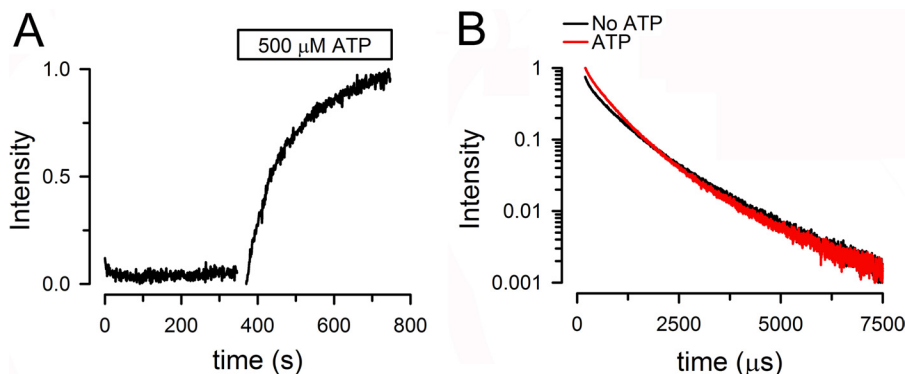 A
500 μM ATP
1.0
0.5
0.0
Intensity
0
200
400
600
800
time (s)
B
No ATP
ATP
1
0.1
0.01
0.001
Intensity
0
2500
5000
7500
time (μs)